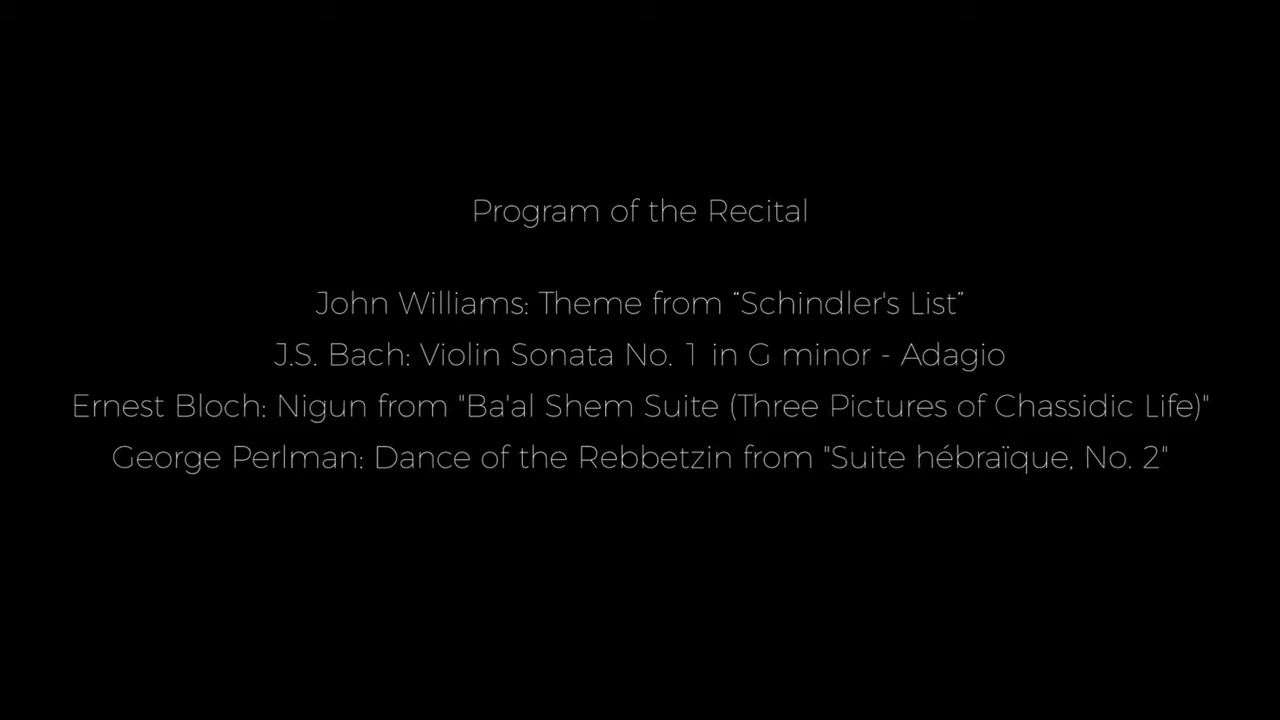 Program of the Recital
John Williams: Theme from “Schindler's List”
J.S. Bach: Violin Sonata No. 1 in G minor - Adagio
Ernest Bloch: Nigun from "Ba'al Shem Suite (Three Pictures of Chassidic Life)"
George Perlman: Dance of the Rebbetzin from "Suite hébraïque, No. 2"